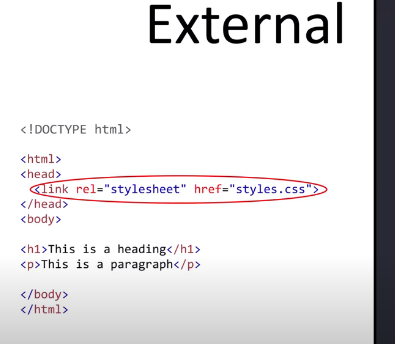 External
<!DOCTYPE html>
<html>
<head>
<link rel="stylesheet" href="styles.css">
</head>
<body>
<h1>This is a heading</h1>
<p>This is a paragraph</p>
</body>
</html>